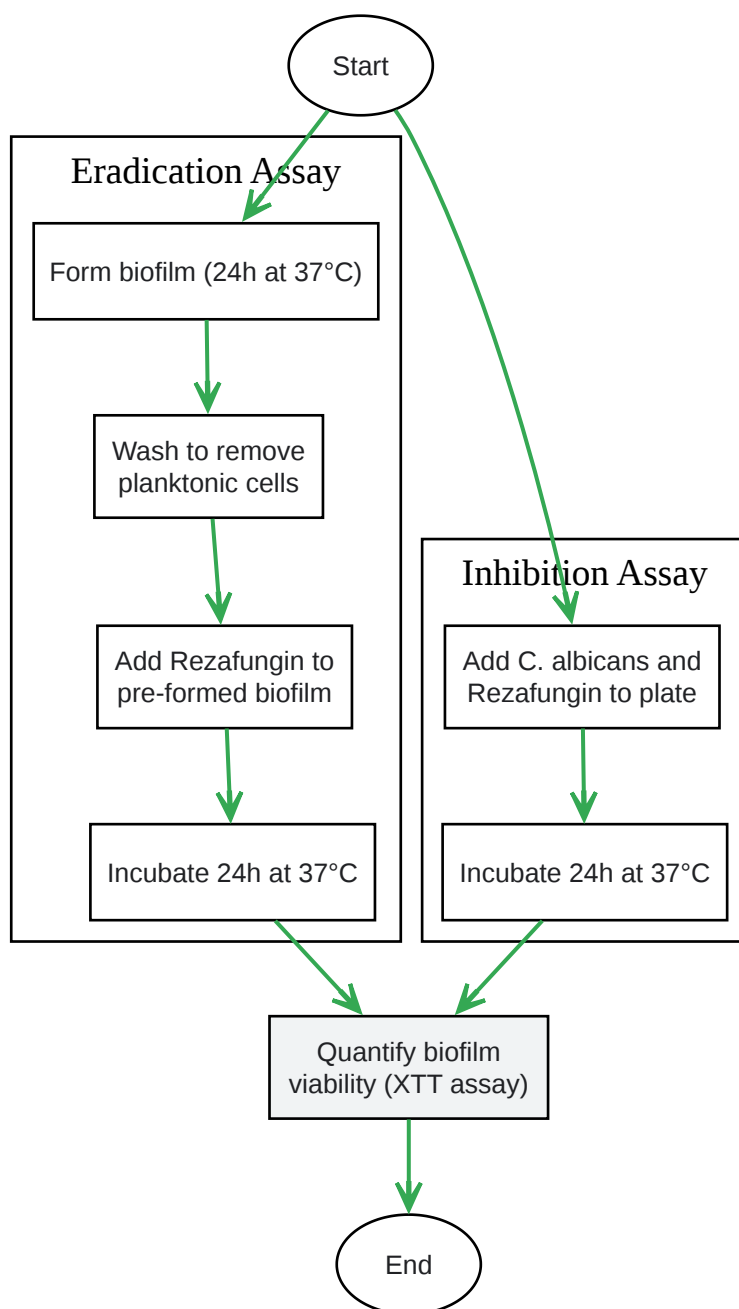 Start
Eradication Assay
Form biofilm (24h at 37°C)
Wash to remove
planktonic cells
Add Rezafungin to
pre-formed biofilm
Incubate 24h at 37°C
Inhibition Assay
Add C. albicans and
Rezafungin to plate
Incubate 24h at 37°C
Quantify biofilm
viability (XTT assay)
End